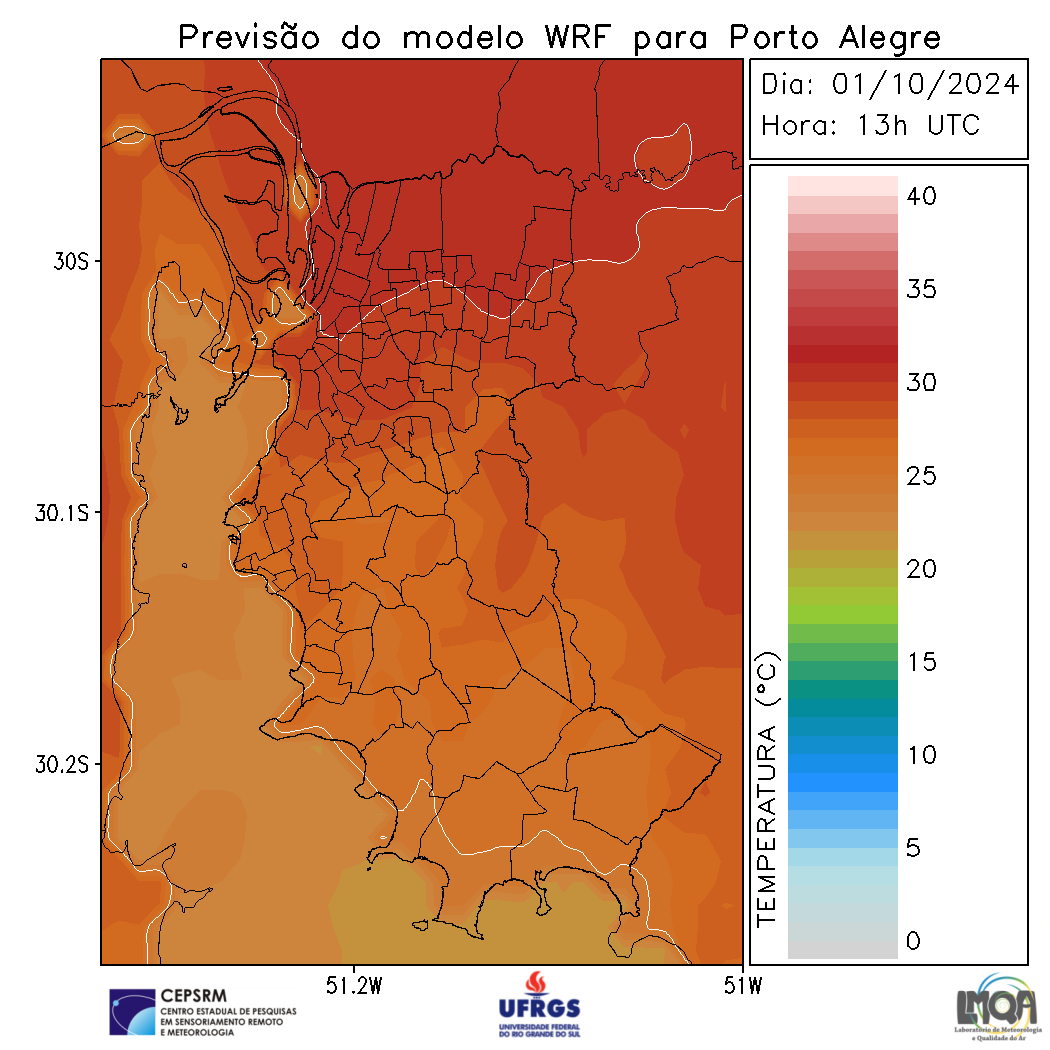 Previsão do modelo WRF para Porto Alegre
Dia: 01/10/2024
Hora: 13h UTC
40
35
30
25
20
15
10
5
0
TEMPERATURA (°C)
30S
30.1S
30.2S
51.2W
51W
CEPSRM
CENTRO ESTADUAL DE PESQUISAS
EM SENSORIAMENTO REMOTO
E METEOROLOGIA
UFRGS
UNIVERSIDADE FEDERAL
DO RIO GRANDE DO SUL
LMQA
Laboratório de Meteorologia
e Qualidade do Ar